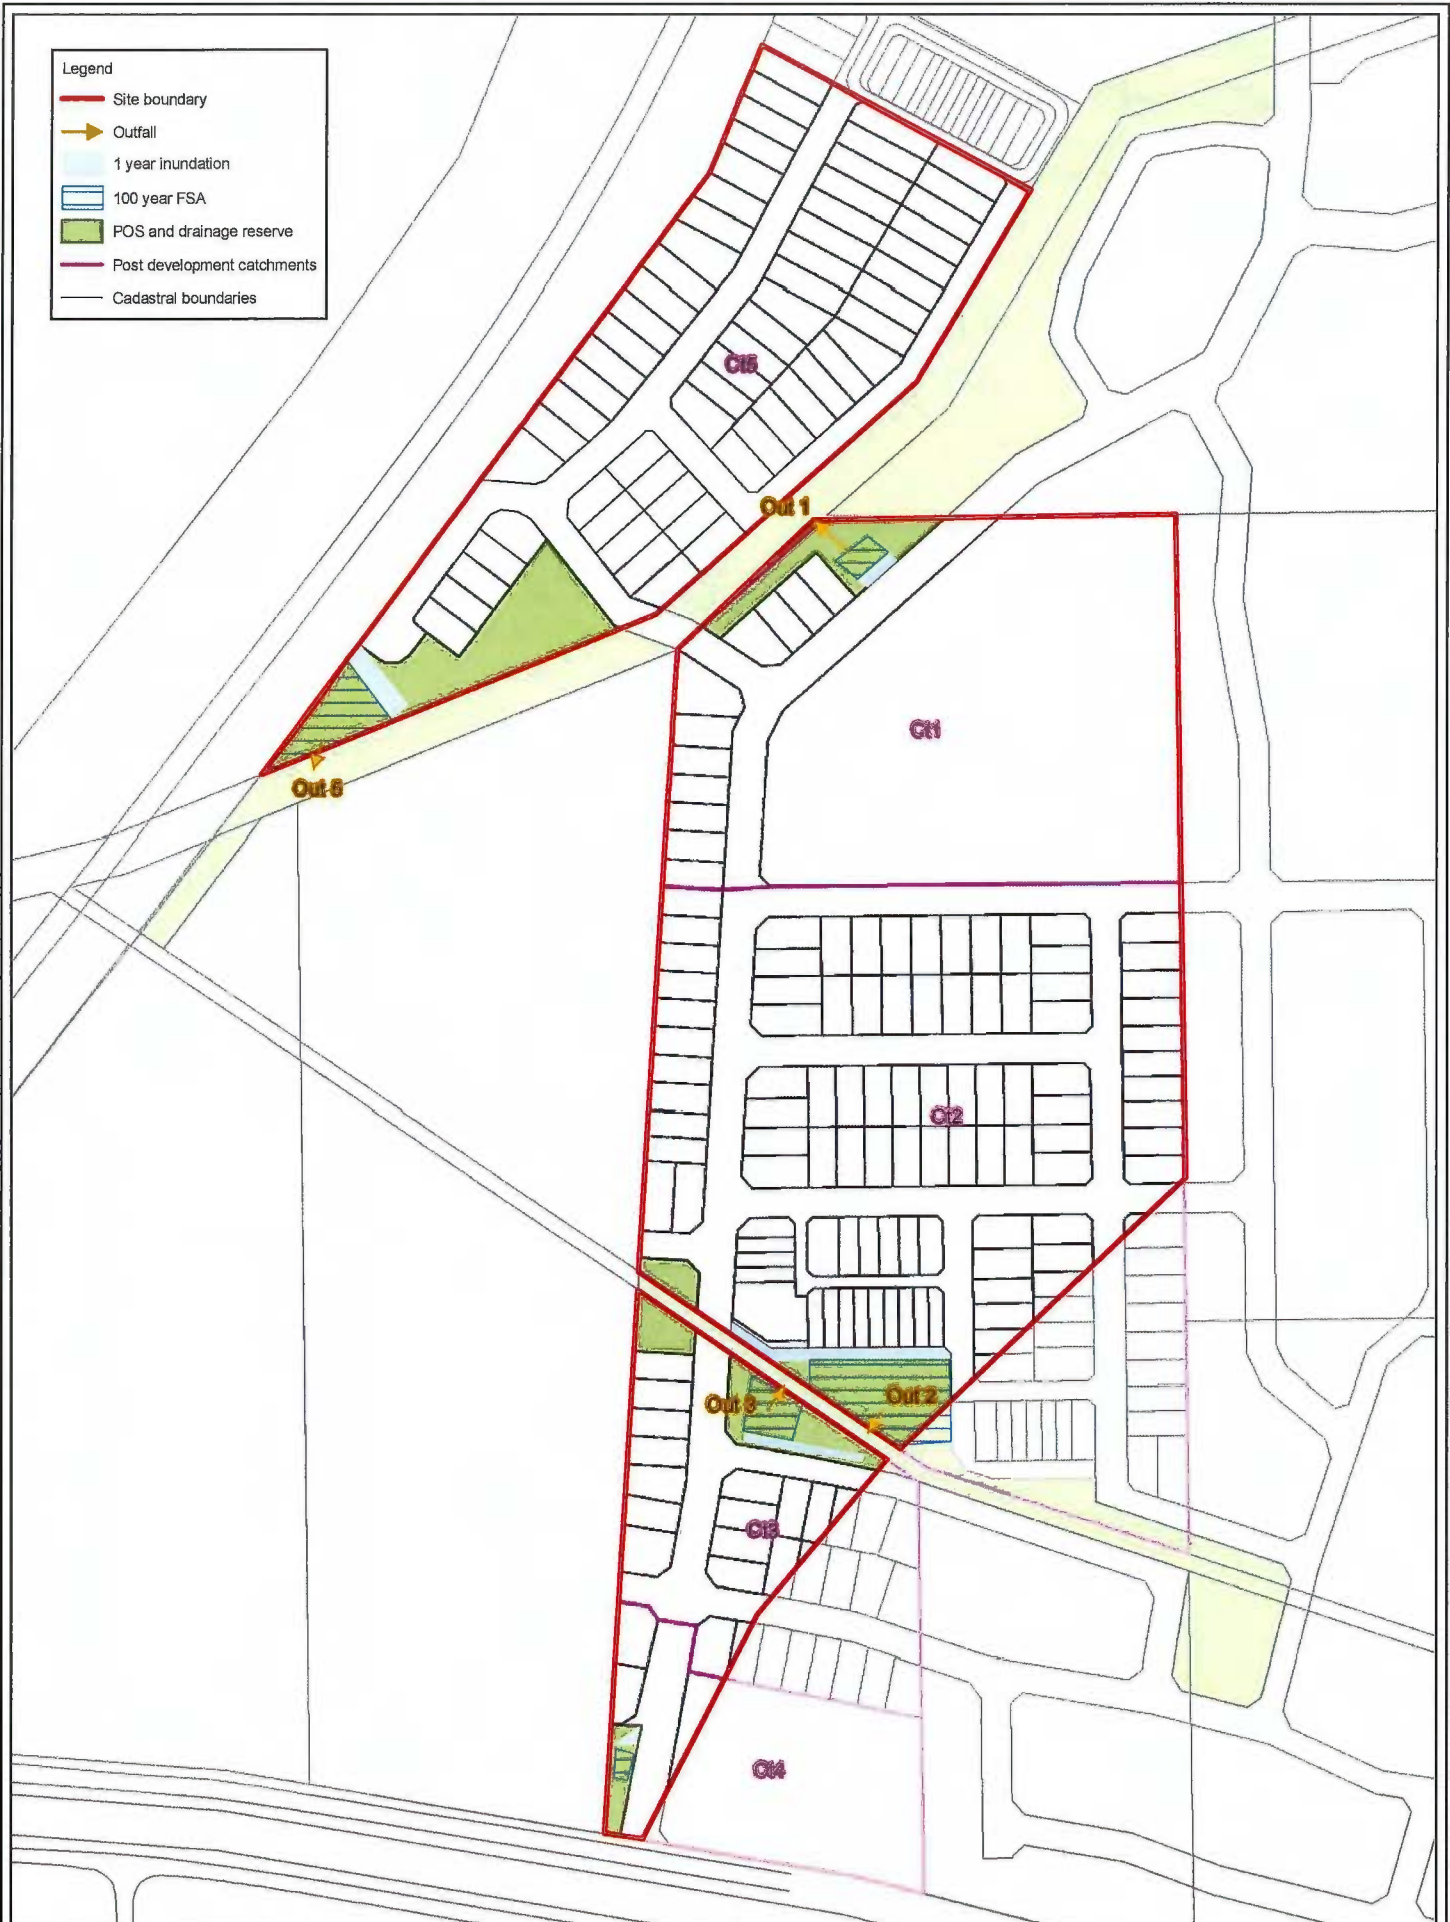 Legend
Site boundary
Outfall
1 year inundation
100 year FSA
POS and drainage reserve
Post development catchments
Cadastral boundaries
Ct5
Out 1
Ct1
Out 5
Ct2
Out 3
Out 2
Ct3
Ct4